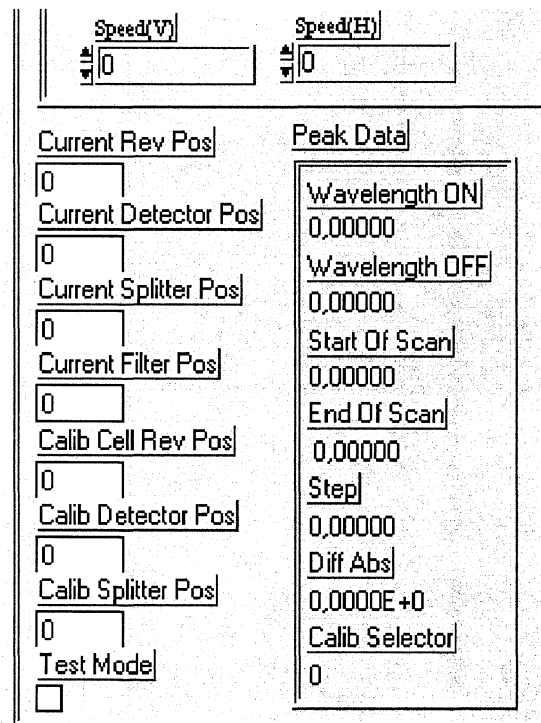 Speed(V) Speed(H)
0 0
Current Rev Pos
0
Current Detector Pos
0
Current Splitter Pos
0
Current Filter Pos
0
Calib Cell Rev Pos
0
Calib Detector Pos
0
Calib Splitter Pos
0
Test Mode
Peak Data
Wavelength ON
0,00000
Wavelength OFF
0,00000
Start Of Scan
0,00000
End Of Scan
0,00000
Step
0,00000
Diff Abs
0,0000E+0
Calib Selector
0